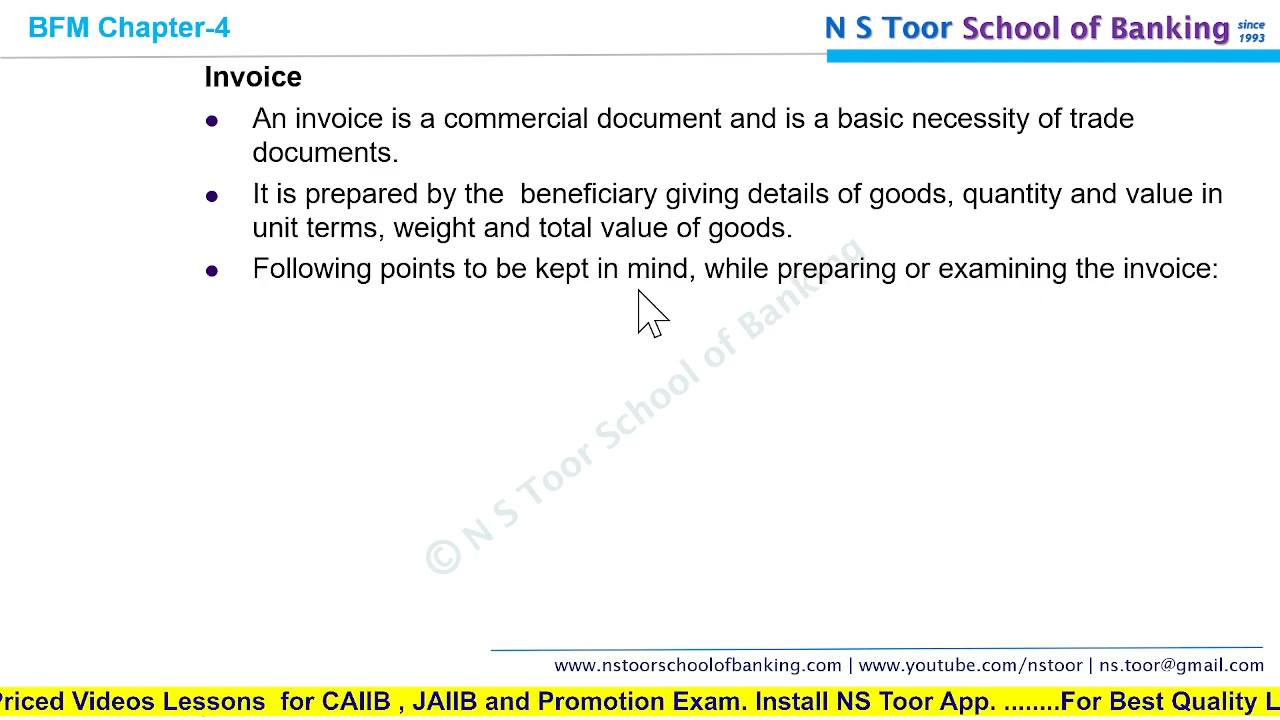 BFM Chapter-4
N S Toor School of Banking since 1993
Invoice
An invoice is a commercial document and is a basic necessity of trade
documents.
It is prepared by the  beneficiary giving details of goods, quantity and value in
unit terms, weight and total value of goods.
Following points to be kept in mind, while preparing or examining the invoice:
© N S Toor School of Banking
www.nstoorschoolofbanking.com | www.youtube.com/nstoor | ns.toor@gmail.com
Priced Videos Lessons  for CAIIB , JAIIB and Promotion Exam. Install NS Toor App. ........For Best Quality L